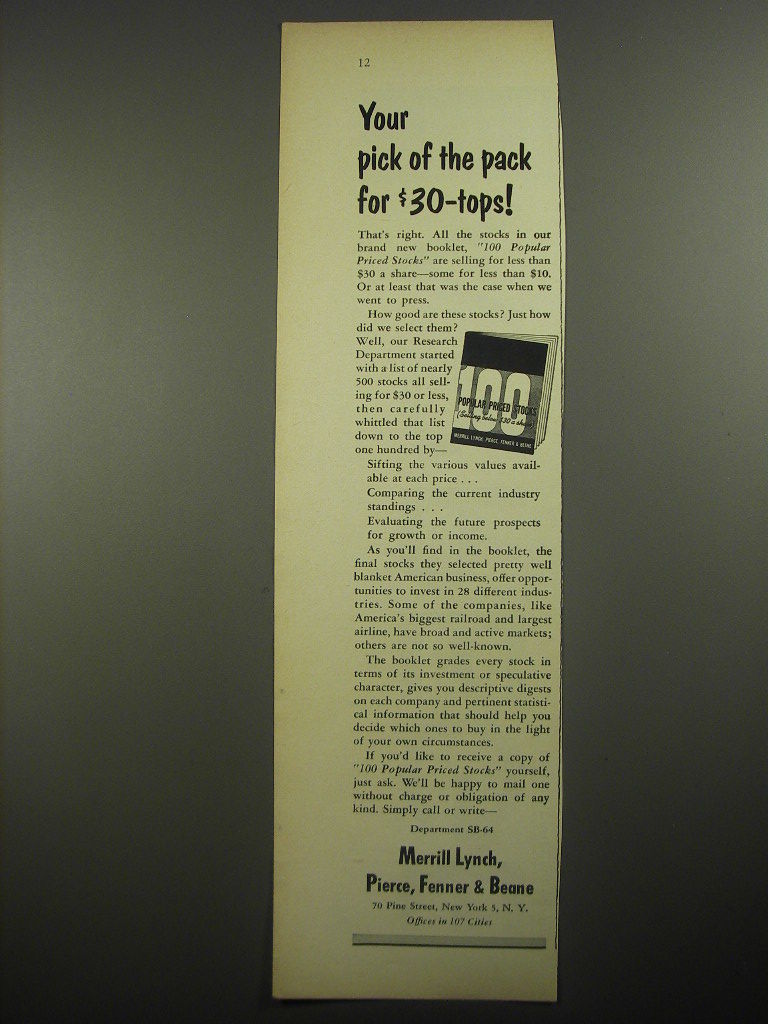 12
Your
pick of the pack
for $30-tops!
That's right. All the stocks in our
brand new booklet, "100 Popular
Priced Stocks" are selling for less than
$30 a share—some for less than $10.
Or at least that was the case when we
went to press.
How good are these stocks? Just how
did we select them?
Well, our Research
Department started
with a list of nearly
500 stocks all sell-
ing for $30 or less,
then carefully
whittled that list
down to the top
one hundred by—
100
POPULAR PRICED STOCKS
(Selling below $30 a share)
MERRILL LYNCH, PIERCE, FENNER & BEANE
Sifting the various values avail-
able at each price . . .
Comparing the current industry
standings . . .
Evaluating the future prospects
for growth or income.
As you'll find in the booklet, the
final stocks they selected pretty well
blanket American business, offer oppor-
tunities to invest in 28 different indus-
tries. Some of the companies, like
America's biggest railroad and largest
airline, have broad and active markets;
others are not so well-known.
The booklet grades every stock in
terms of its investment or speculative
character, gives you descriptive digests
on each company and pertinent statisti-
cal information that should help you
decide which ones to buy in the light
of your own circumstances.
If you'd like to receive a copy of
"100 Popular Priced Stocks" yourself,
just ask. We'll be happy to mail one
without charge or obligation of any
kind. Simply call or write—
Department SB-64
Merrill Lynch,
Pierce, Fenner & Beane
70 Pine Street, New York 5, N. Y.
Offices in 107 Cities